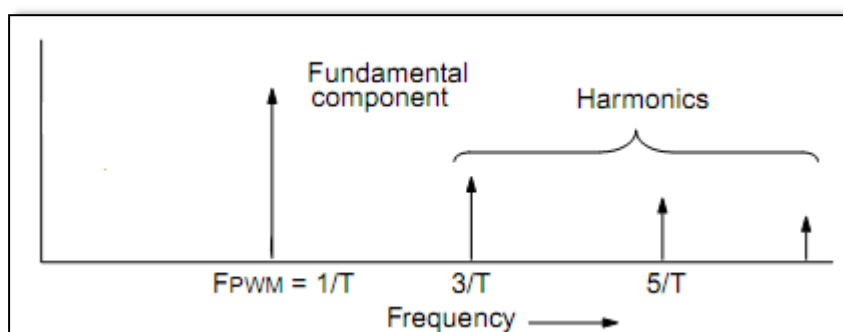 Fundamental
component
Harmonics
FPWM = 1/T
3/T
5/T
Frequency